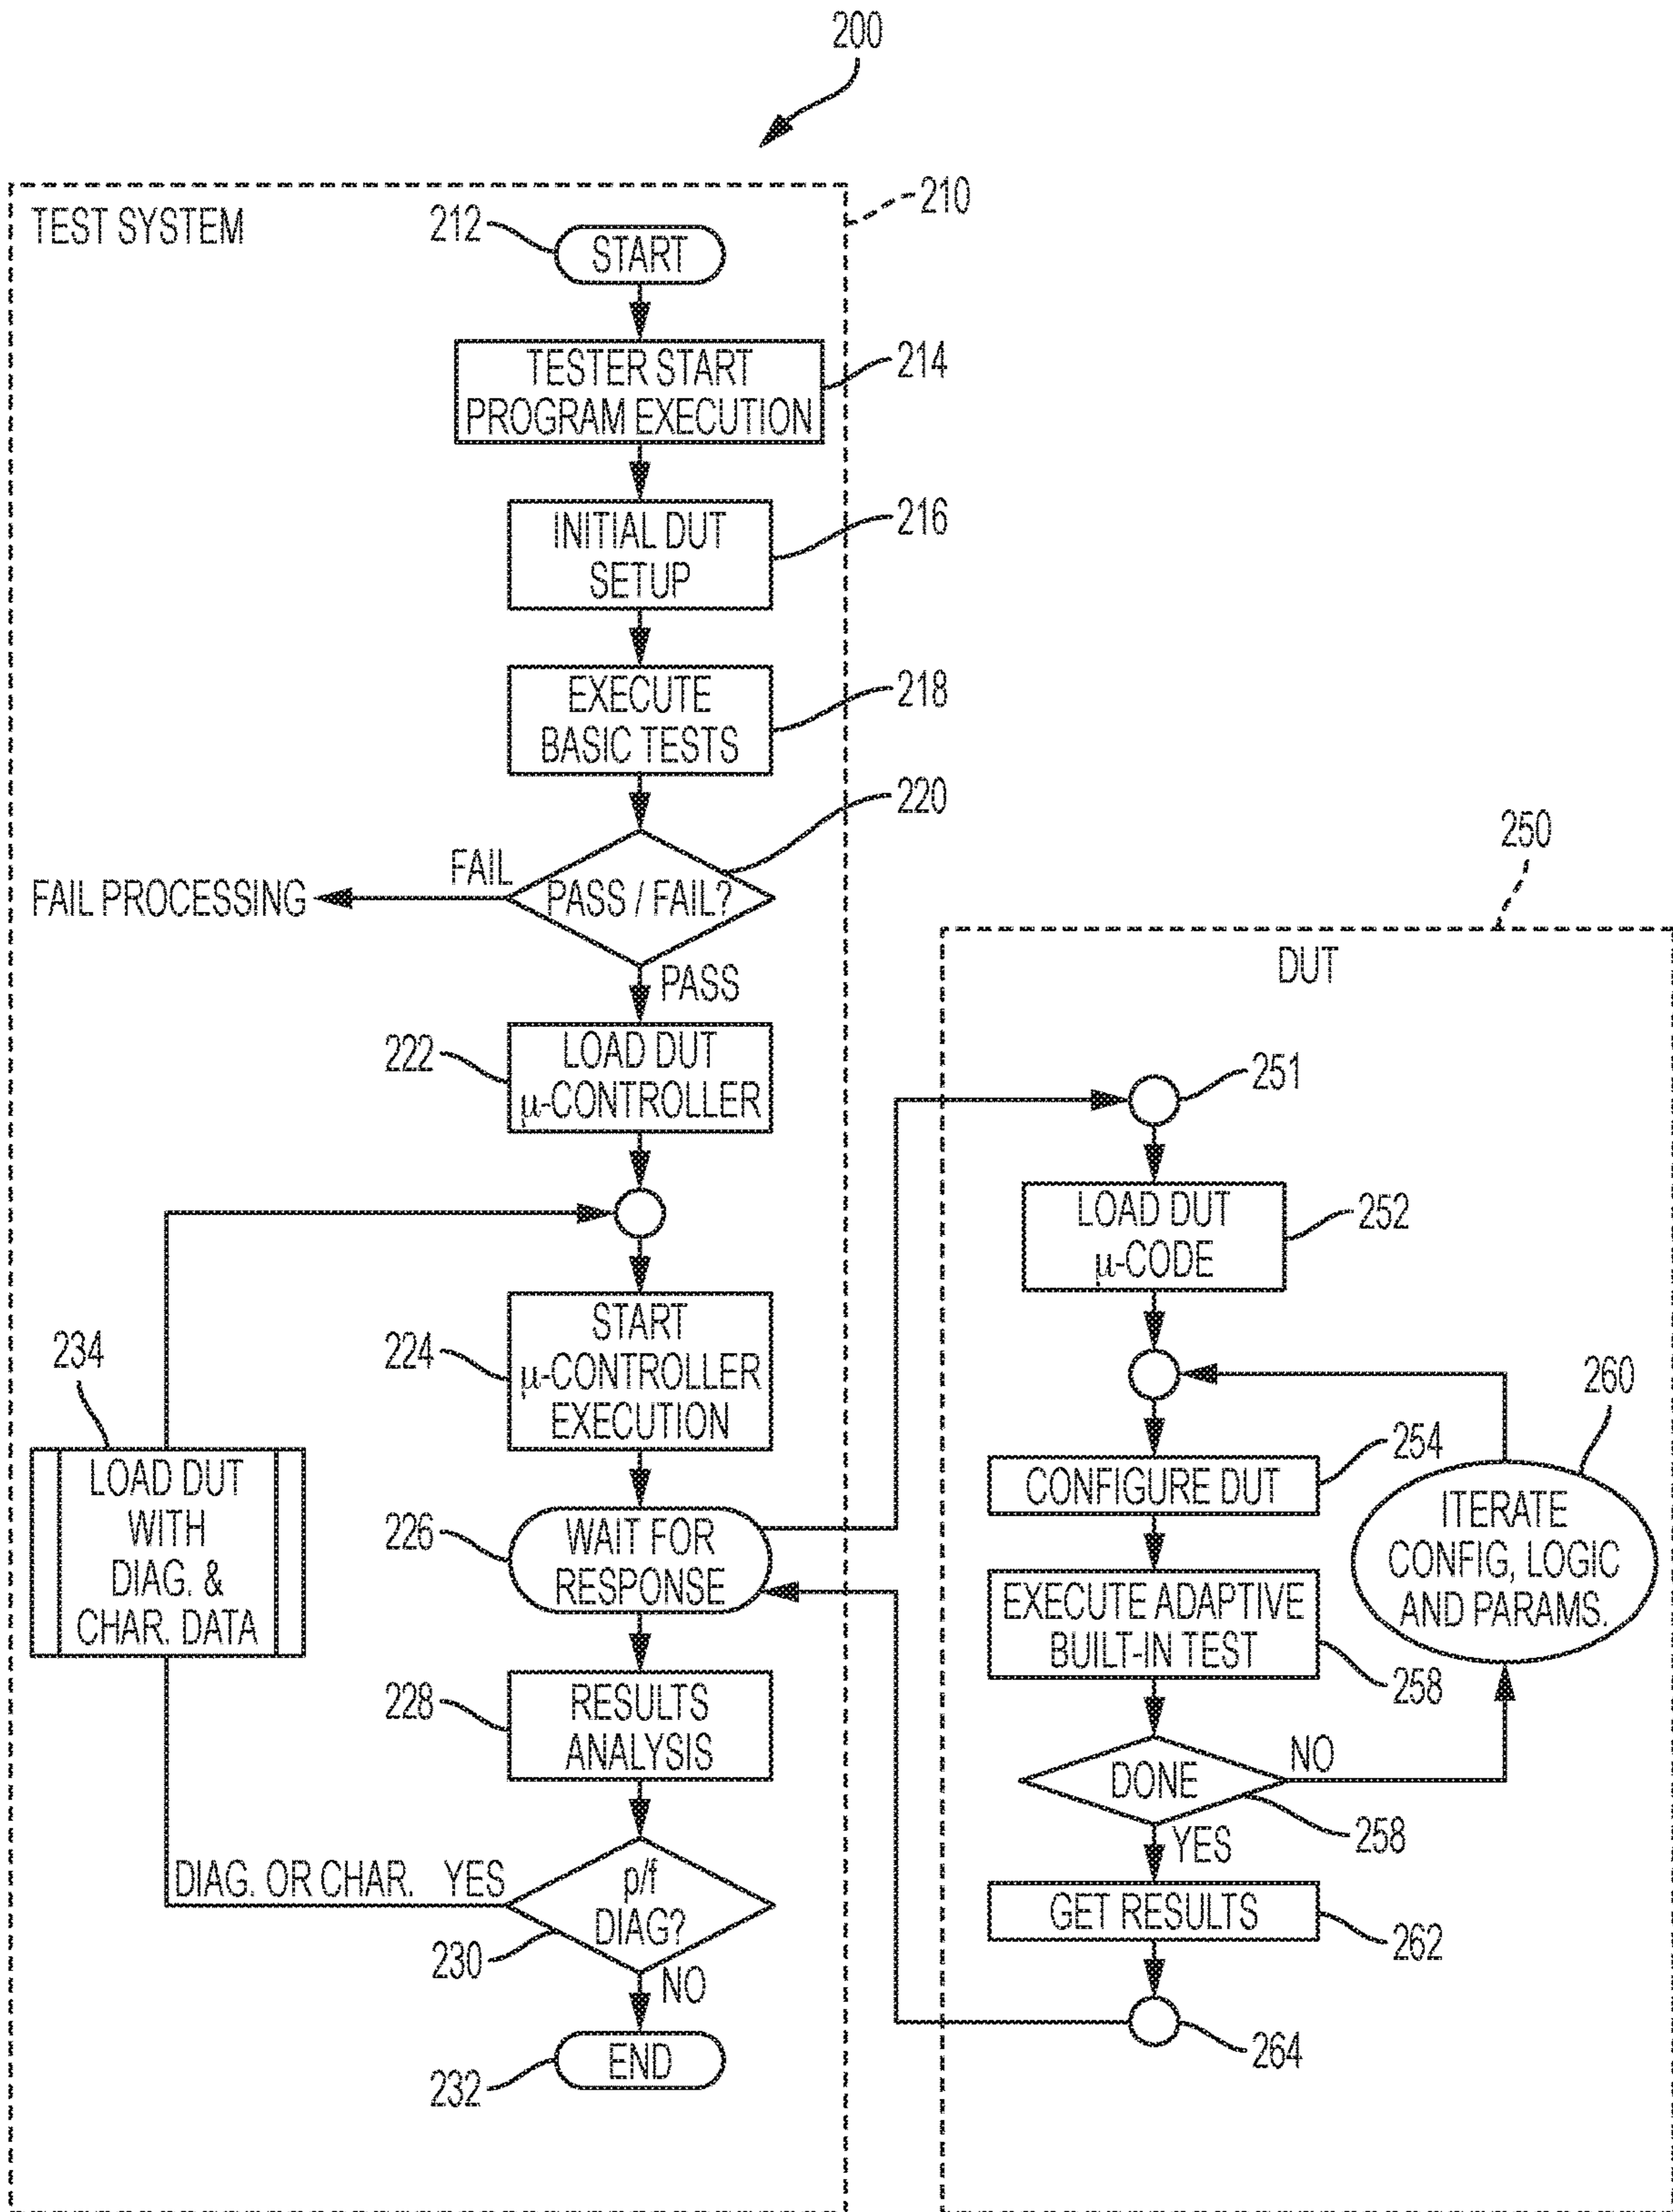 200
210
TEST SYSTEM
212
START
TESTER START
PROGRAM EXECUTION
214
INITIAL DUT
SETUP
216
EXECUTE
BASIC TESTS
218
220
FAIL
PASS / FAIL?
FAIL PROCESSING
PASS
222
LOAD DUT
μ-CONTROLLER
224
START
μ-CONTROLLER
EXECUTION
234
LOAD DUT
WITH
DIAG. &
CHAR. DATA
226
WAIT FOR
RESPONSE
228
RESULTS
ANALYSIS
DIAG. OR CHAR. YES
p/f
DIAG?
230
NO
END
232
250
DUT
251
LOAD DUT
μ-CODE
252
260
254
CONFIGURE DUT
ITERATE
CONFIG, LOGIC
AND PARAMS.
EXECUTE ADAPTIVE
BUILT-IN TEST
258
NO
DONE
258
YES
GET RESULTS
262
264